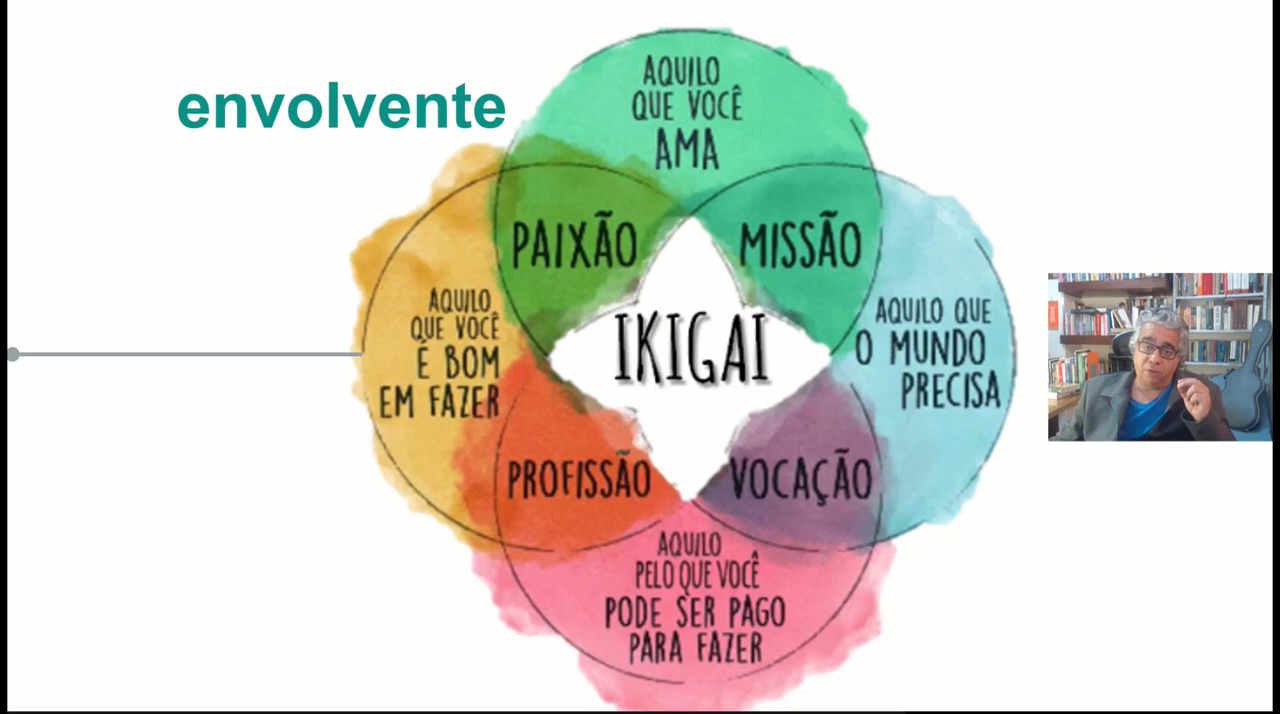 envolvente
AQUILO
QUE VOCÊ
AMA
PAIXÃO
MISSÃO
AQUILO
QUE VOCÊ
É BOM
EM FAZER
IKIGAI
AQUILO QUE
O MUNDO
PRECISA
PROFISSÃO
VOCAÇÃO
AQUILO
PELO QUE VOCÊ
PODE SER PAGO
PARA FAZER